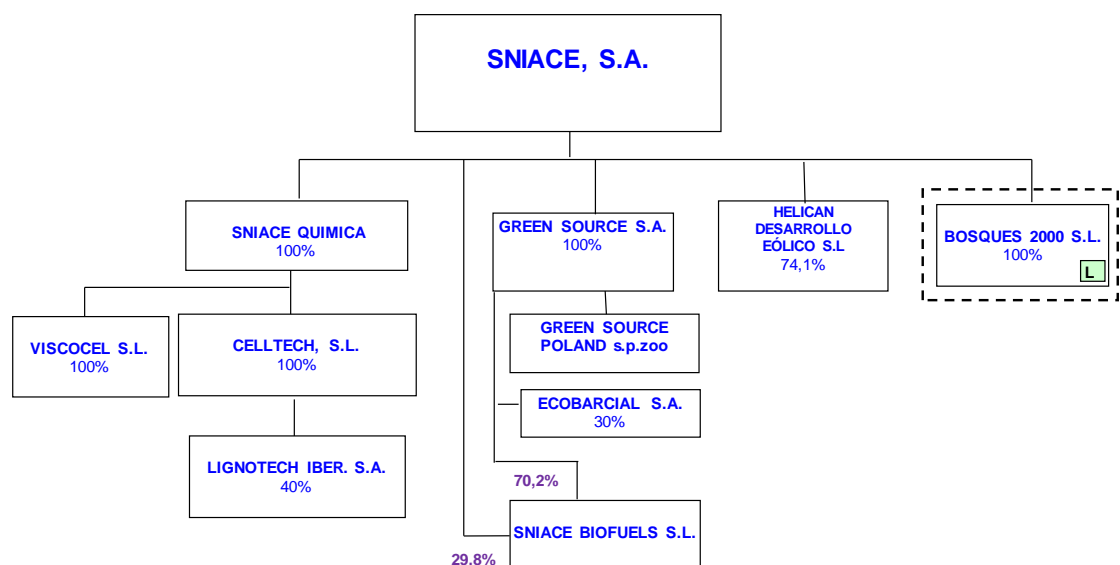 SNIACE, S.A.
SNIACE QUIMICA
100%
GREEN SOURCE S.A.
100%
HELICAN
DESARROLLO
EÓLICO S.L
74,1%
BOSQUES 2000 S.L.
100%
L
VISCOCEL S.L.
100%
CELLTECH, S.L.
100%
GREEN SOURCE
POLAND s.p.zoo
ECOBARCIAL S.A.
30%
LIGNOTECH IBER. S.A.
40%
70,2%
SNIACE BIOFUELS S.L.
29.8%